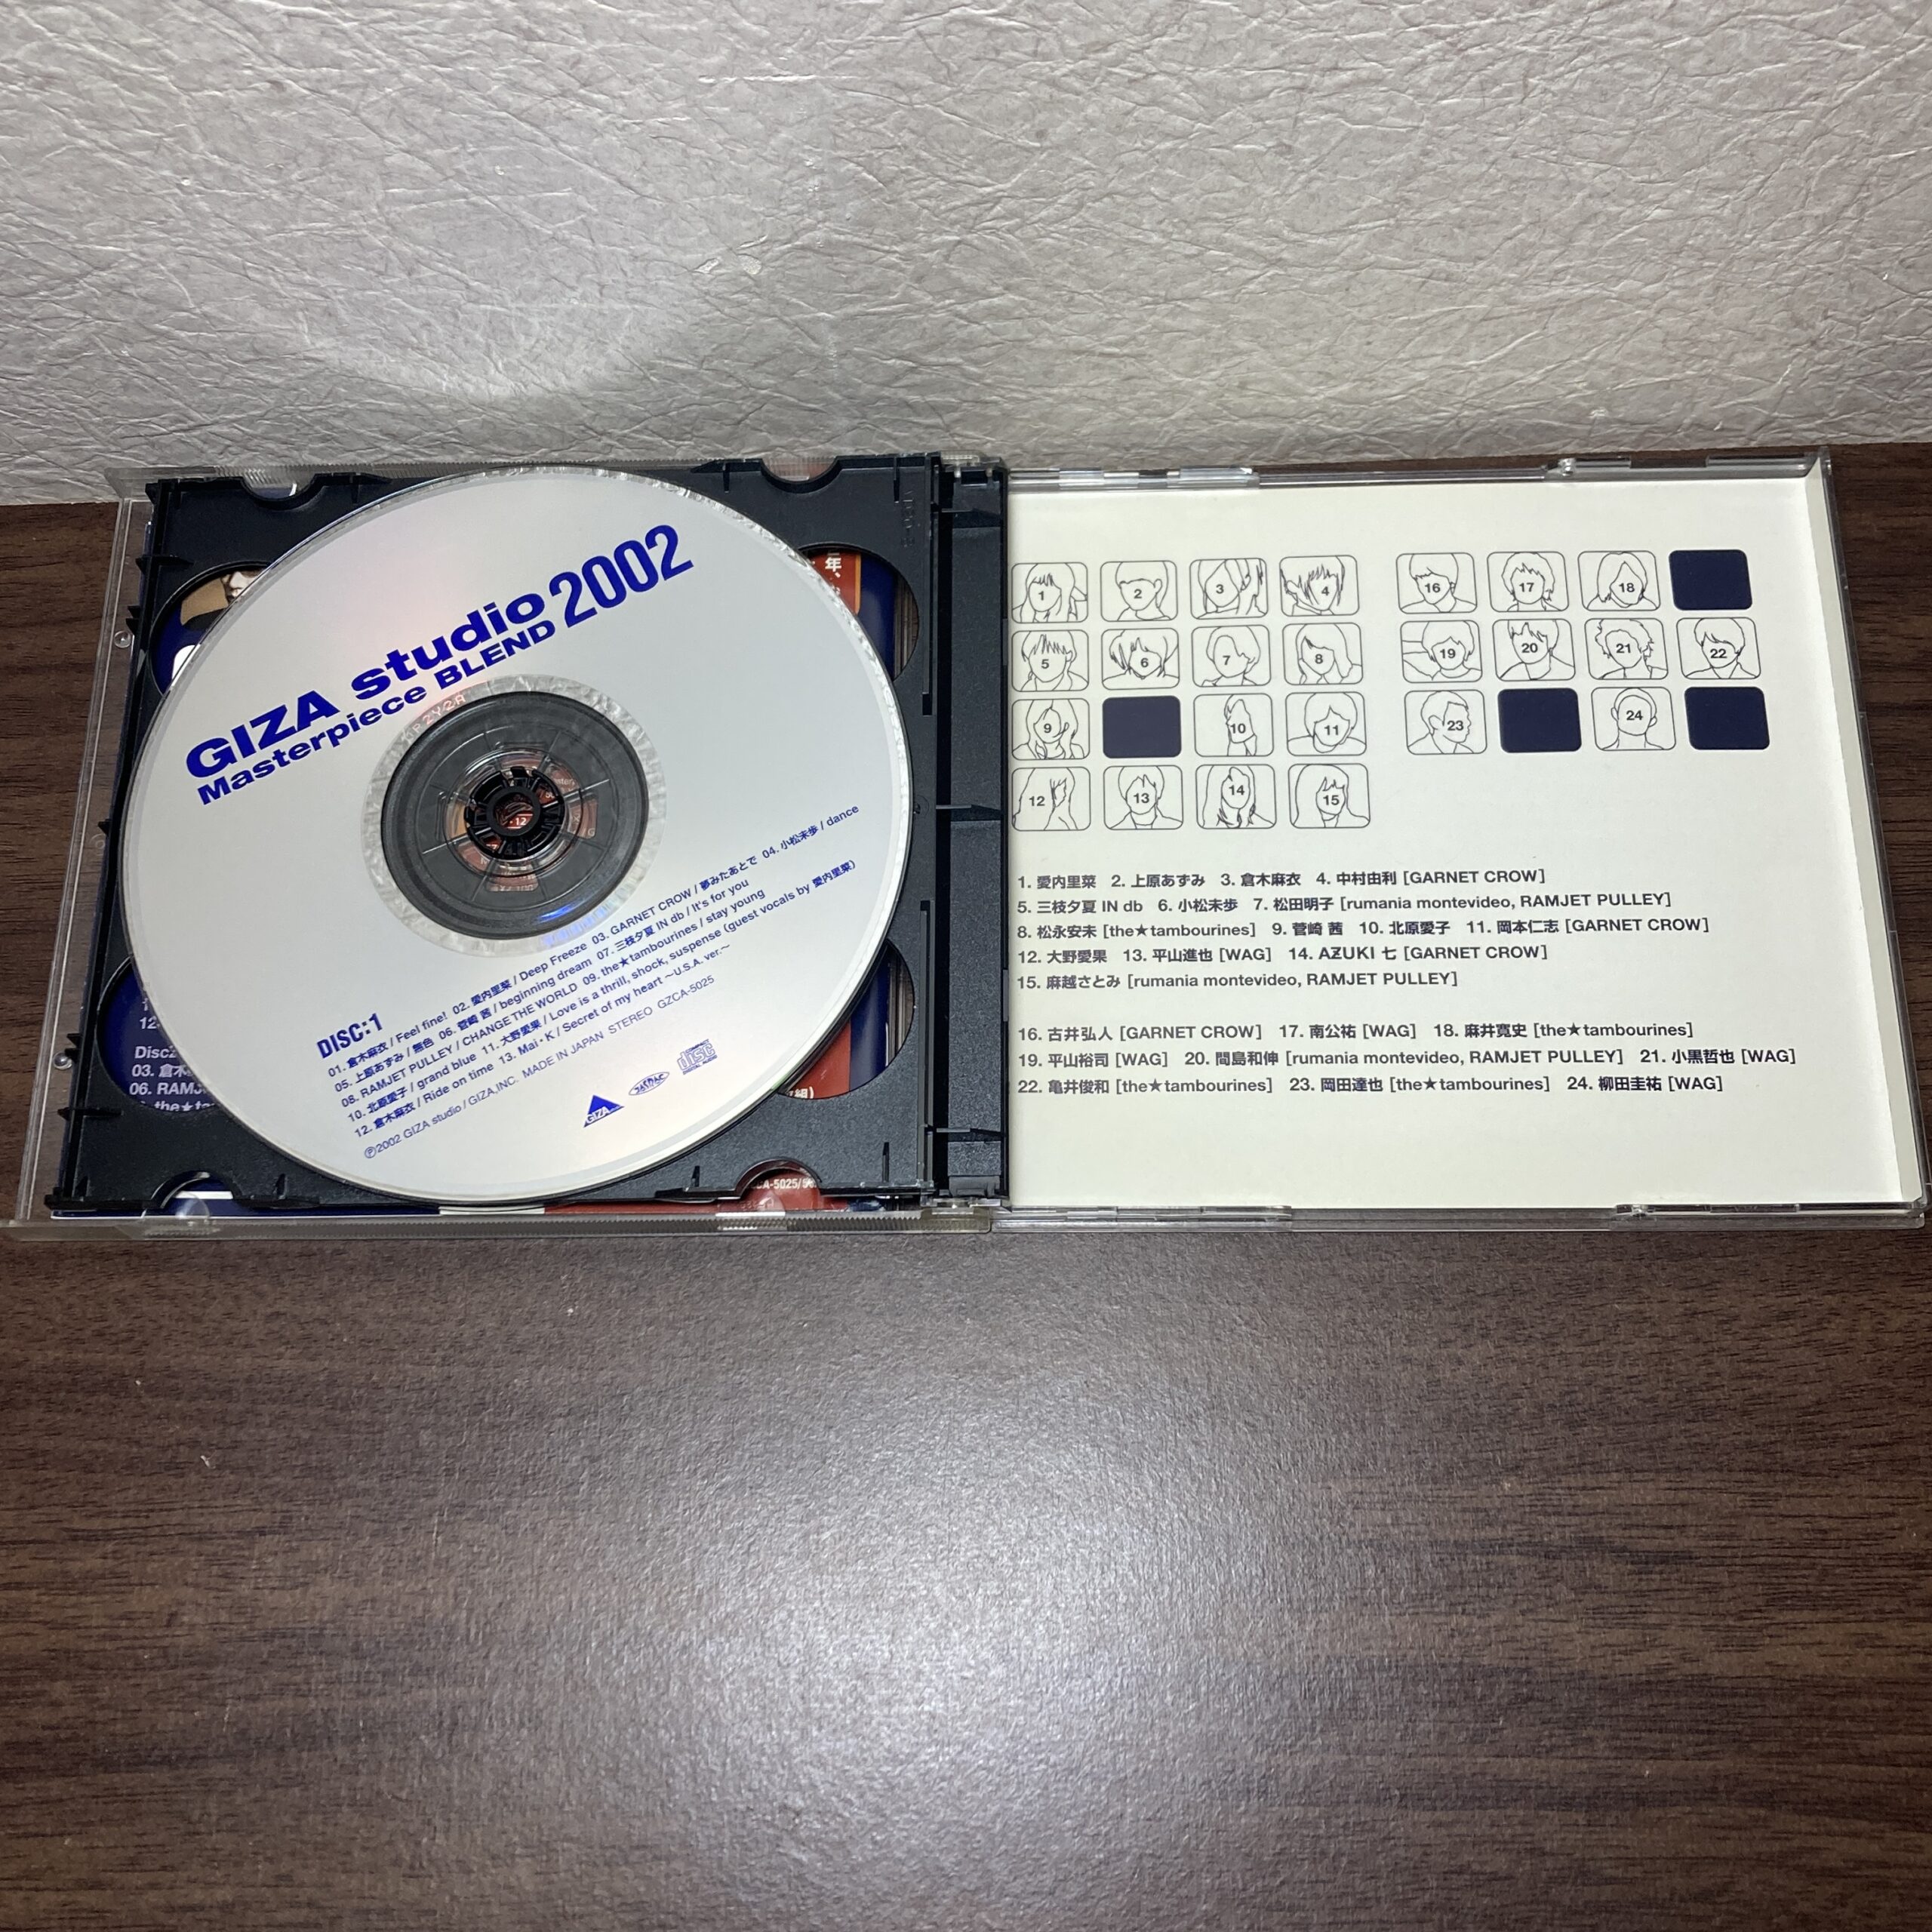 GIZA studio
Masterpiece BLEND 2002
DISC:1
01. 倉木麻衣 / Feel fine! 02. 愛内里菜 / Deep Freeze 03. GARNET CROW / 夢みたあとで 04. 小松未歩 / dance
05. 上原あずみ / 無色 06. 菅崎 茜 / beginning dream 07. 三枝夕夏 IN db / It's for you
08. RAMJET PULLEY / CHANGE THE WORLD 09. the★tambourines / stay young
10. 北原愛子 / grand blue 11. 大野愛果 / Love is a thrill, shock, suspense (guest vocals by 愛内里菜)
12. 倉木麻衣 / Ride on time 13. Mai・K / Secret of my heart ～U.S.A. ver.～
Ⓟ2002 GIZA studio / GIZA,INC. MADE IN JAPAN STEREO GZCA-5025
GIZA
JASRAC
COMPACT disc
12
Disc2
03. 倉木
06. RAMJ
the★ta
年、
CA-5025/
1 2 3 4 16 17 18
5 6 7 8 19 20 21 22
9 10 11 23 24
12 13 14 15
1. 愛内里菜 2. 上原あずみ 3. 倉木麻衣 4. 中村由利 [GARNET CROW]
5. 三枝夕夏 IN db 6. 小松未歩 7. 松田明子 [rumania montevideo, RAMJET PULLEY]
8. 松永安未 [the★tambourines] 9. 菅崎 茜 10. 北原愛子 11. 岡本仁志 [GARNET CROW]
12. 大野愛果 13. 平山進也 [WAG] 14. AZUKI 七 [GARNET CROW]
15. 麻越さとみ [rumania montevideo, RAMJET PULLEY]
16. 古井弘人 [GARNET CROW] 17. 南公祐 [WAG] 18. 麻井寛史 [the★tambourines]
19. 平山裕司 [WAG] 20. 間島和伸 [rumania montevideo, RAMJET PULLEY] 21. 小黒哲也 [WAG]
22. 亀井俊和 [the★tambourines] 23. 岡田達也 [the★tambourines] 24. 柳田圭祐 [WAG]